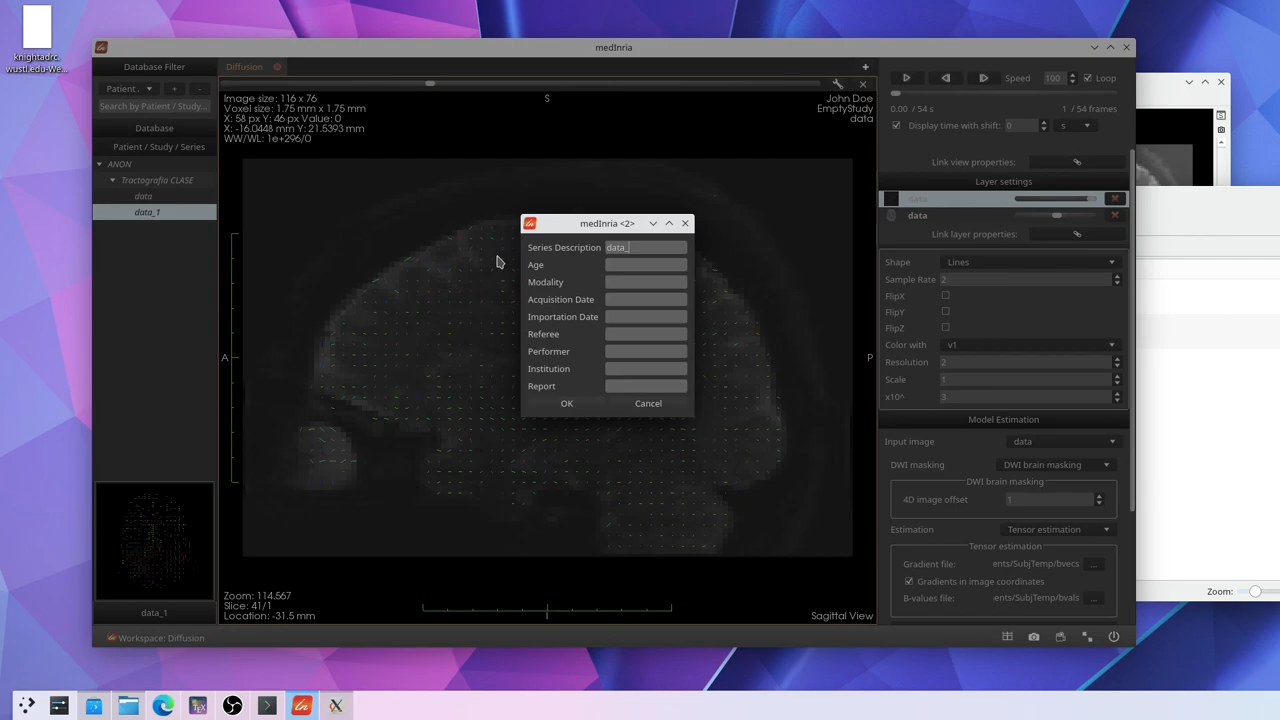 knightadrc.
wustl.edu-We...
medInria
Database Filter
Patient .
+
-
Search by Patient / Study...
Database
Patient / Study / Series
ANON
Tractografia CLASE
data
data_1
data_1
Diffusion
+
Image size: 116 x 76
Voxel size: 1.75 mm x 1.75 mm
X: 58 px Y: 46 px Value: 0
X: -16.0448 mm Y: 21.5393 mm
WW/WL: 1e+296/0
S
John Doe
EmptyStudy
data
A
P
Zoom: 114.567
Slice: 41/1
Location: -31.5 mm
I
Sagittal View
medInria <2>
Series Description data_
Age
Modality
Acquisition Date
Importation Date
Referee
Performer
Institution
Report
OK Cancel
Speed 100 Loop
0.00 / 54 s 1 / 54 frames
Display time with shift: 0 s
Link view properties:
Layer settings
data
data
Link layer properties:
Shape Lines
Sample Rate 2
FlipX
FlipY
FlipZ
Color with v1
Resolution 2
Scale 1
x10^ 3
Model Estimation
Input image data
DWI masking DWI brain masking
DWI brain masking
4D image offset 1
Estimation Tensor estimation
Tensor estimation
Gradient file: ents/SubjTemp/bvecs ...
Gradients in image coordinates
B-values file: ents/SubjTemp/bvals ...
Workspace: Diffusion
Zoom: